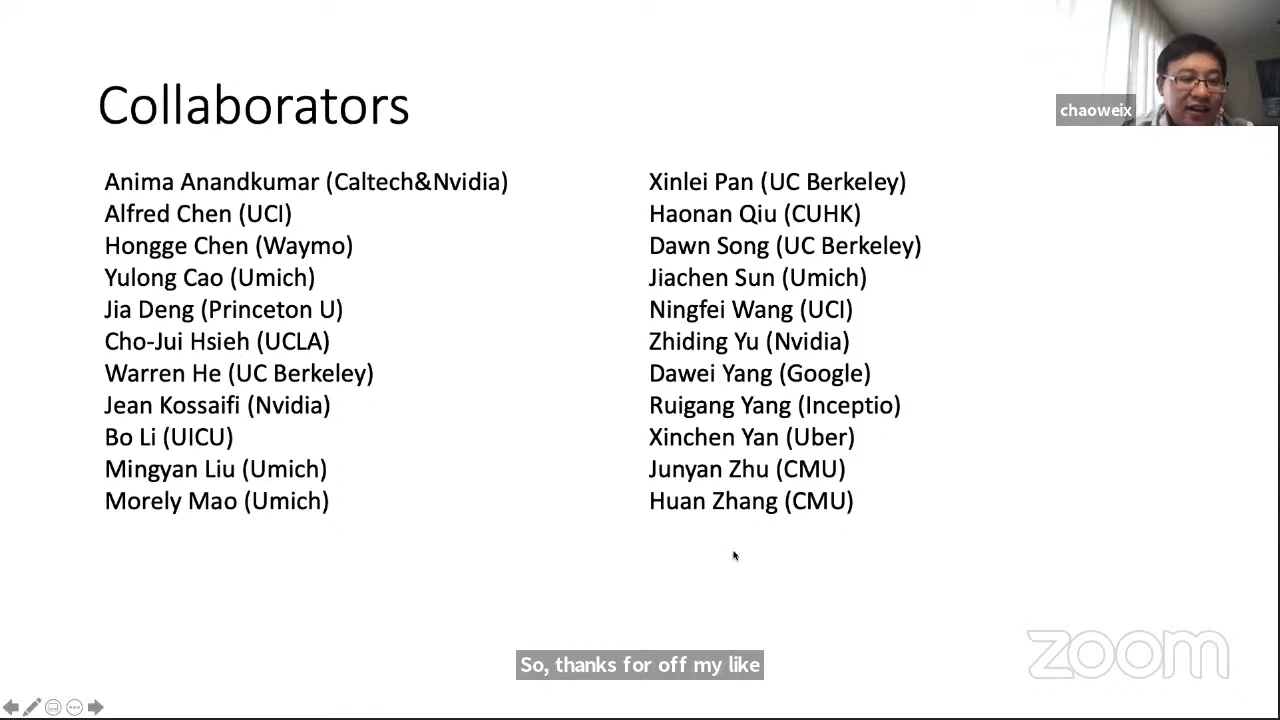 Collaborators
chaoweix
Anima Anandkumar (Caltech&Nvidia)
Alfred Chen (UCI)
Hongge Chen (Waymo)
Yulong Cao (Umich)
Jia Deng (Princeton U)
Cho-Jui Hsieh (UCLA)
Warren He (UC Berkeley)
Jean Kossaifi (Nvidia)
Bo Li (UICU)
Mingyan Liu (Umich)
Morely Mao (Umich)
Xinlei Pan (UC Berkeley)
Haonan Qiu (CUHK)
Dawn Song (UC Berkeley)
Jiachen Sun (Umich)
Ningfei Wang (UCI)
Zhiding Yu (Nvidia)
Dawei Yang (Google)
Ruigang Yang (Inceptio)
Xinchen Yan (Uber)
Junyan Zhu (CMU)
Huan Zhang (CMU)
So, thanks for off my like
zoom